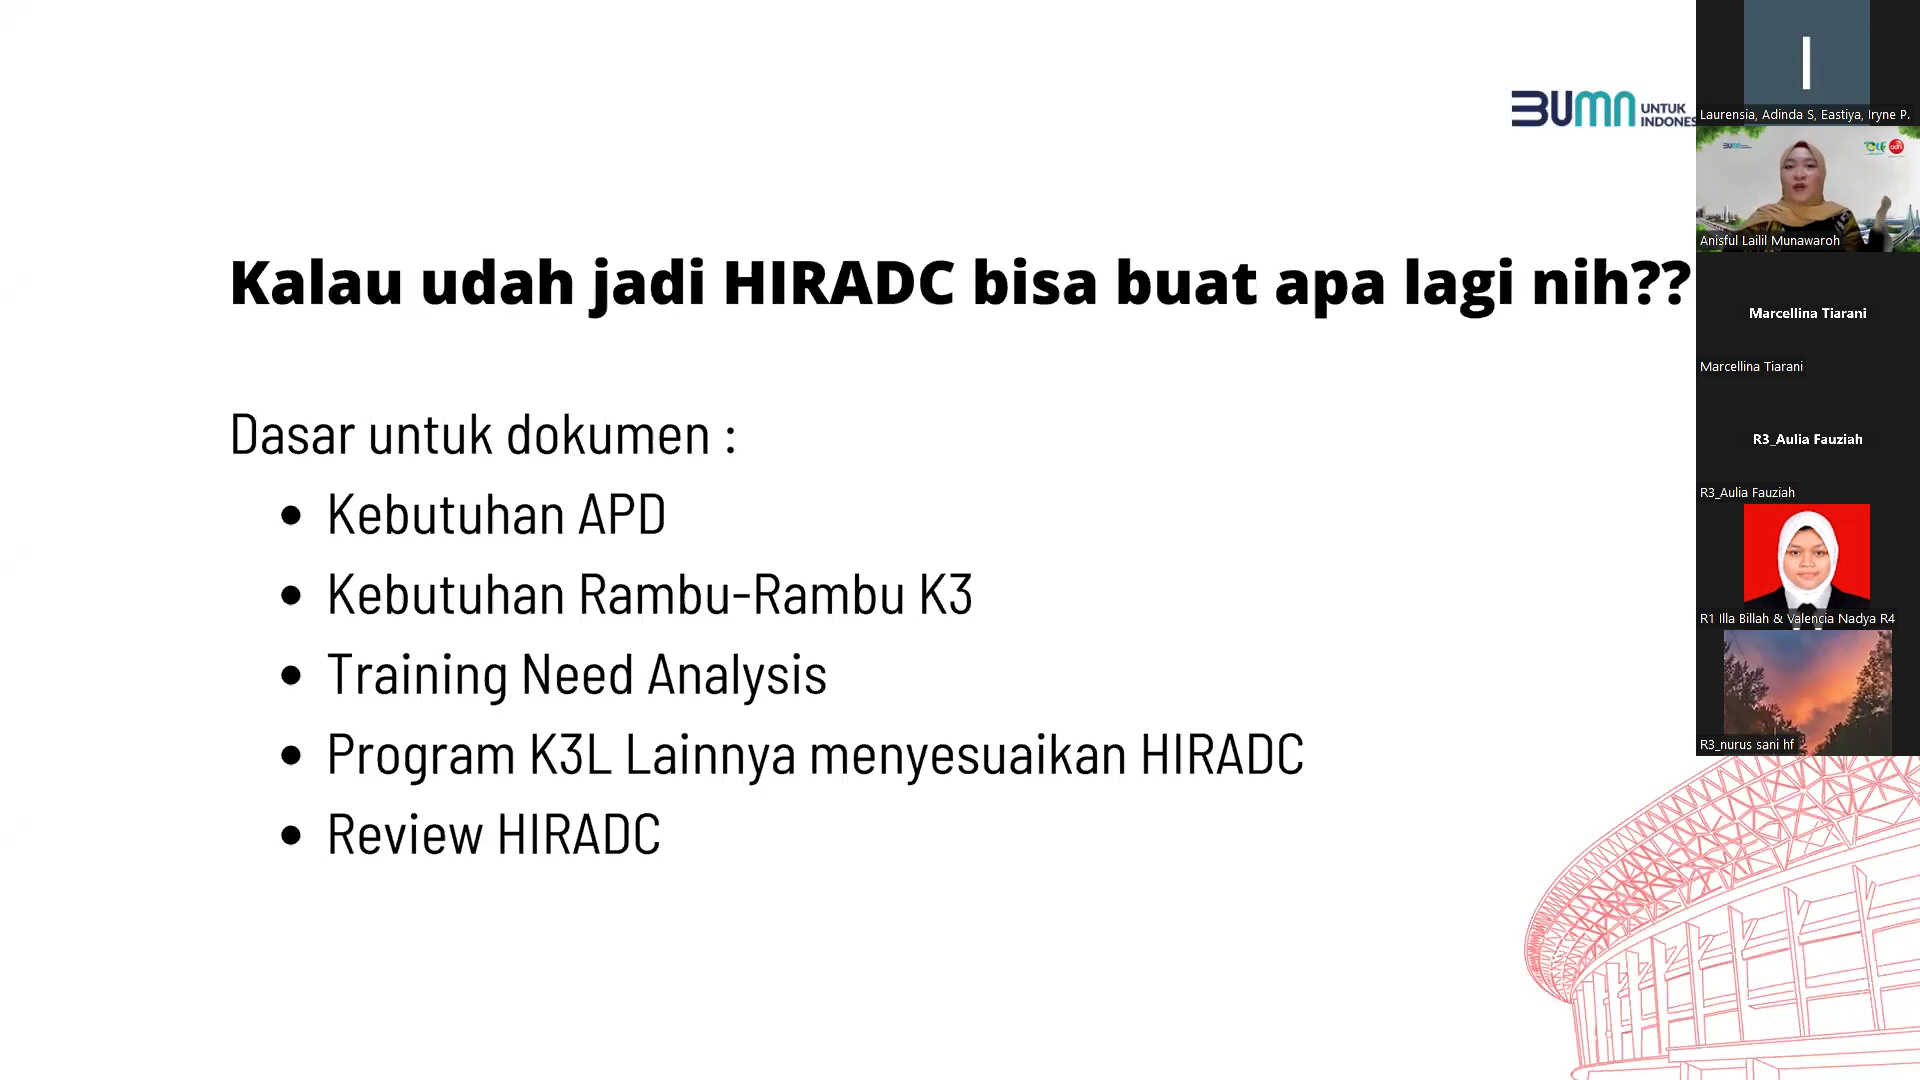 BUMN UNTUK
INDONES
Kalau udah jadi HIRADC bisa buat apa lagi nih??
Dasar untuk dokumen :
• Kebutuhan APD
• Kebutuhan Rambu-Rambu K3
• Training Need Analysis
• Program K3L Lainnya menyesuaikan HIRADC
• Review HIRADC
I
Laurensia, Adinda S, Eastiya, Iryne P.
BUMN
adhi
Anisful Lailil Munawaroh
Marcellina Tiarani
Marcellina Tiarani
R3_Aulia Fauziah
R3_Aulia Fauziah
R1 Illa Billah & Valencia Nadya R4
R3_nurus sani hf